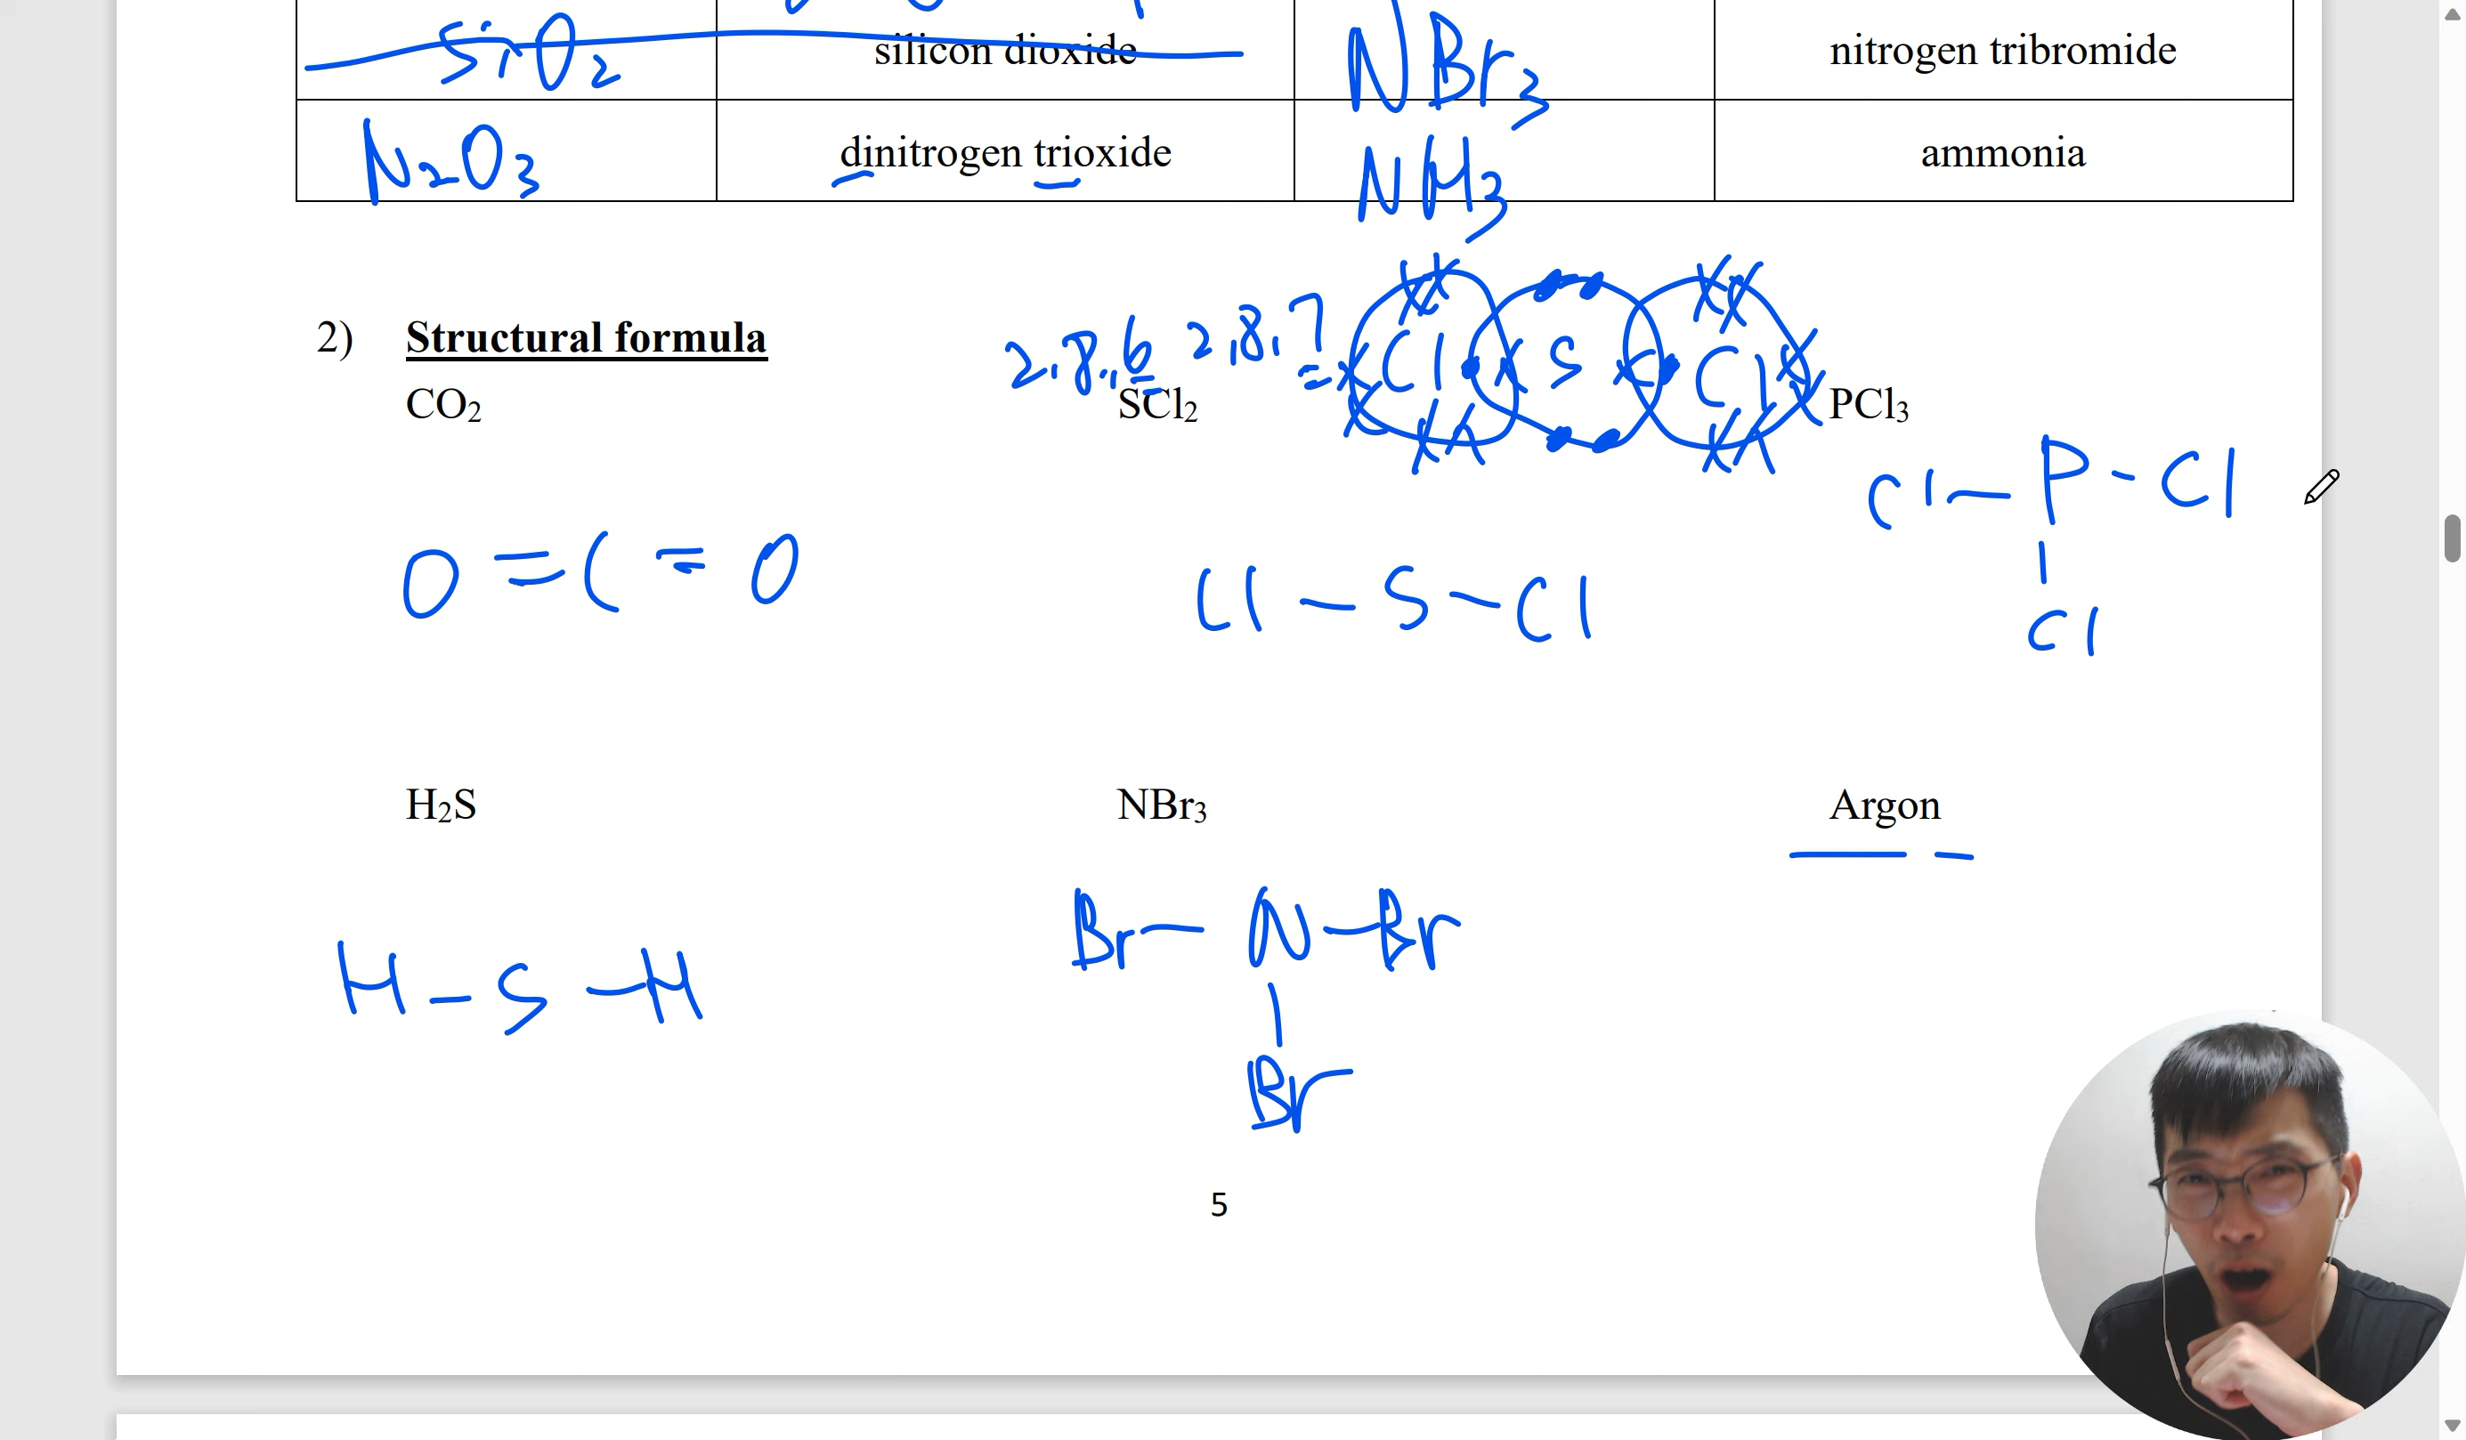 SiO2 silicon dioxide NBr3 nitrogen tribromide
N2O3 dinitrogen trioxide NH3 ammonia
2) Structural formula
2.8.6 2,8,7 Cl S Cl
CO2 SCl2 PCl3
Cl—P-Cl
Cl
O=C=O Cl—S—Cl
H2S NBr3 Argon
H—S—H Br—N—Br
Br
5